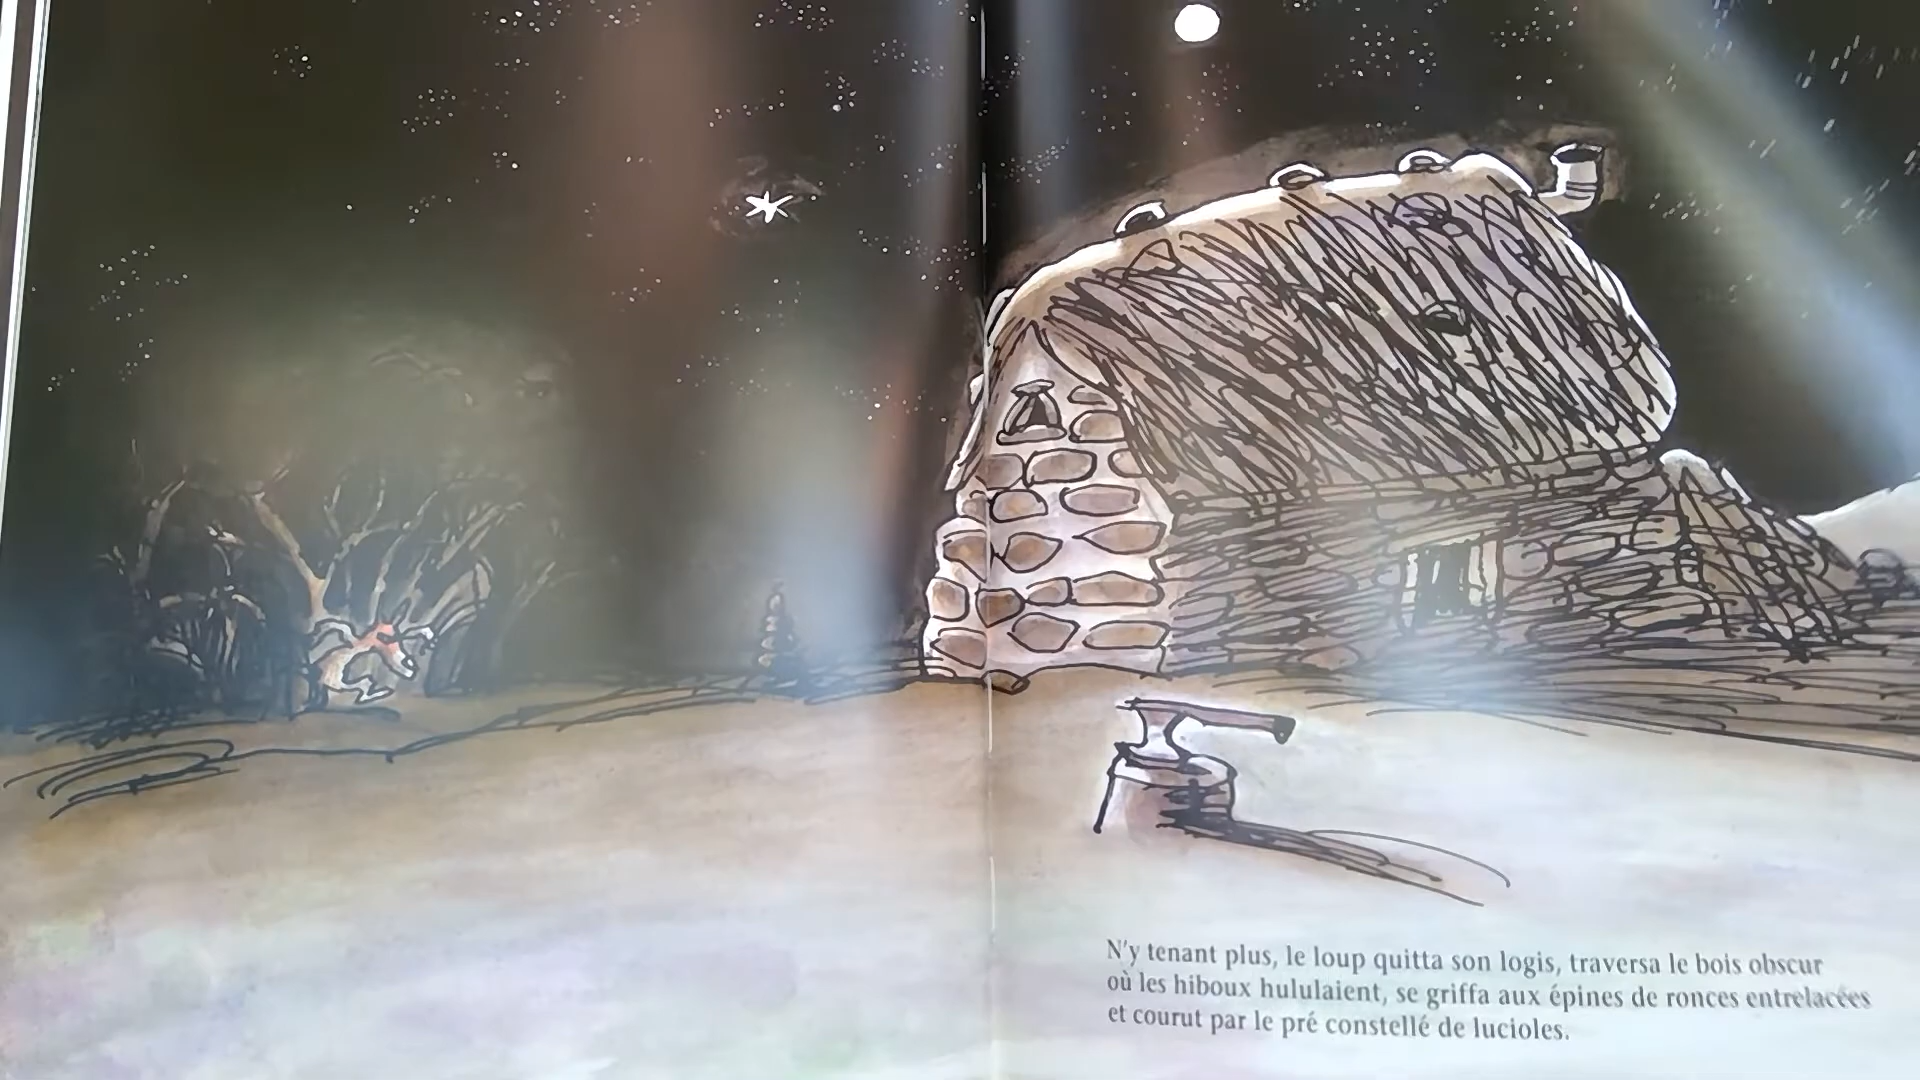 N'y tenant plus, le loup quitta son logis, traversa le bois obscur
où les hiboux hululaient, se griffa aux épines de ronces entrelacées
et courut par le pré constellé de lucioles.